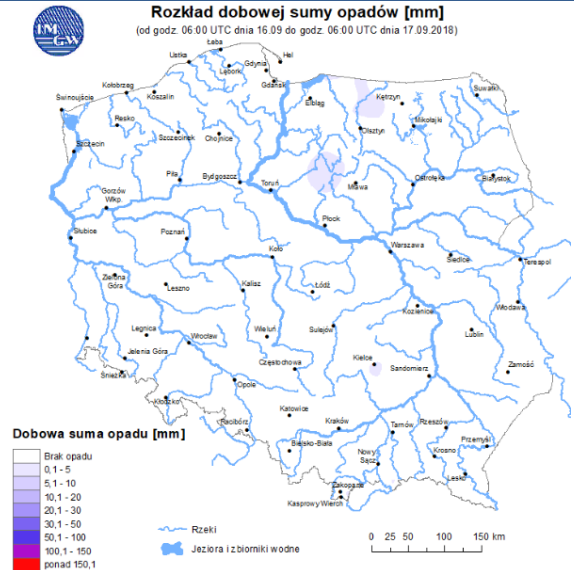 Rozkład dobowej sumy opadów [mm]
(od godz. 06:00 UTC dnia 16.09 do godz. 06:00 UTC dnia 17.09.2018)
IM
GW
Łeba
Ustka
Hel
Gdynia
Lębork
Gdańsk
Kołobrzeg
Koszalin
Świnoujście
Elbląg
Kętrzyn
Suwałki
Resko
Mikołajki
Szczecinek
Chojnice
Olsztyn
Szczecin
Piła
Bydgoszcz
Toruń
Mława
Ostrołęka
Białystok
Gorzów
Wlkp.
Płock
Słubice
Poznań
Koło
Warszawa
Siedlce
Terespol
Zielona
Góra
Leszno
Kalisz
Łódź
Kozienice
Włodawa
Legnica
Wrocław
Wieluń
Sulejów
Lublin
Jelenia Góra
Śnieżka
Częstochowa
Kielce
Sandomierz
Zamość
Opole
Kłodzko
Racibórz
Katowice
Kraków
Tarnów
Rzeszów
Przemyśl
Bielsko-Biała
Nowy
Sącz
Krosno
Lesko
Zakopane
Kasprowy Wierch
Dobowa suma opadu [mm]
Brak opadu
0,1 - 5
5,1 - 10
10,1 - 20
20,1 - 30
30,1 - 50
50,1 - 100
100,1 - 150
ponad 150,1
Rzeki
Jeziora i zbiorniki wodne
0 25 50 100 150 km